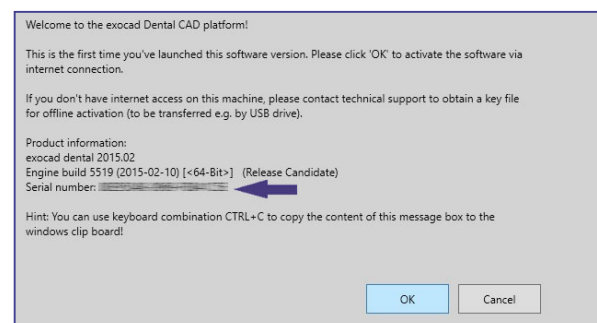 Welcome to the exocad Dental CAD platform!
This is the first time you've launched this software version. Please click 'OK' to activate the software via
internet connection.
If you don't have internet access on this machine, please contact technical support to obtain a key file
for offline activation (to be transferred e.g. by USB drive).
Product information:
exocad dental 2015.02
Engine build 5519 (2015-02-10) [<64-Bit>] (Release Candidate)
Serial number:
Hint: You can use keyboard combination CTRL+C to copy the content of this message box to the
windows clip board!
OK Cancel